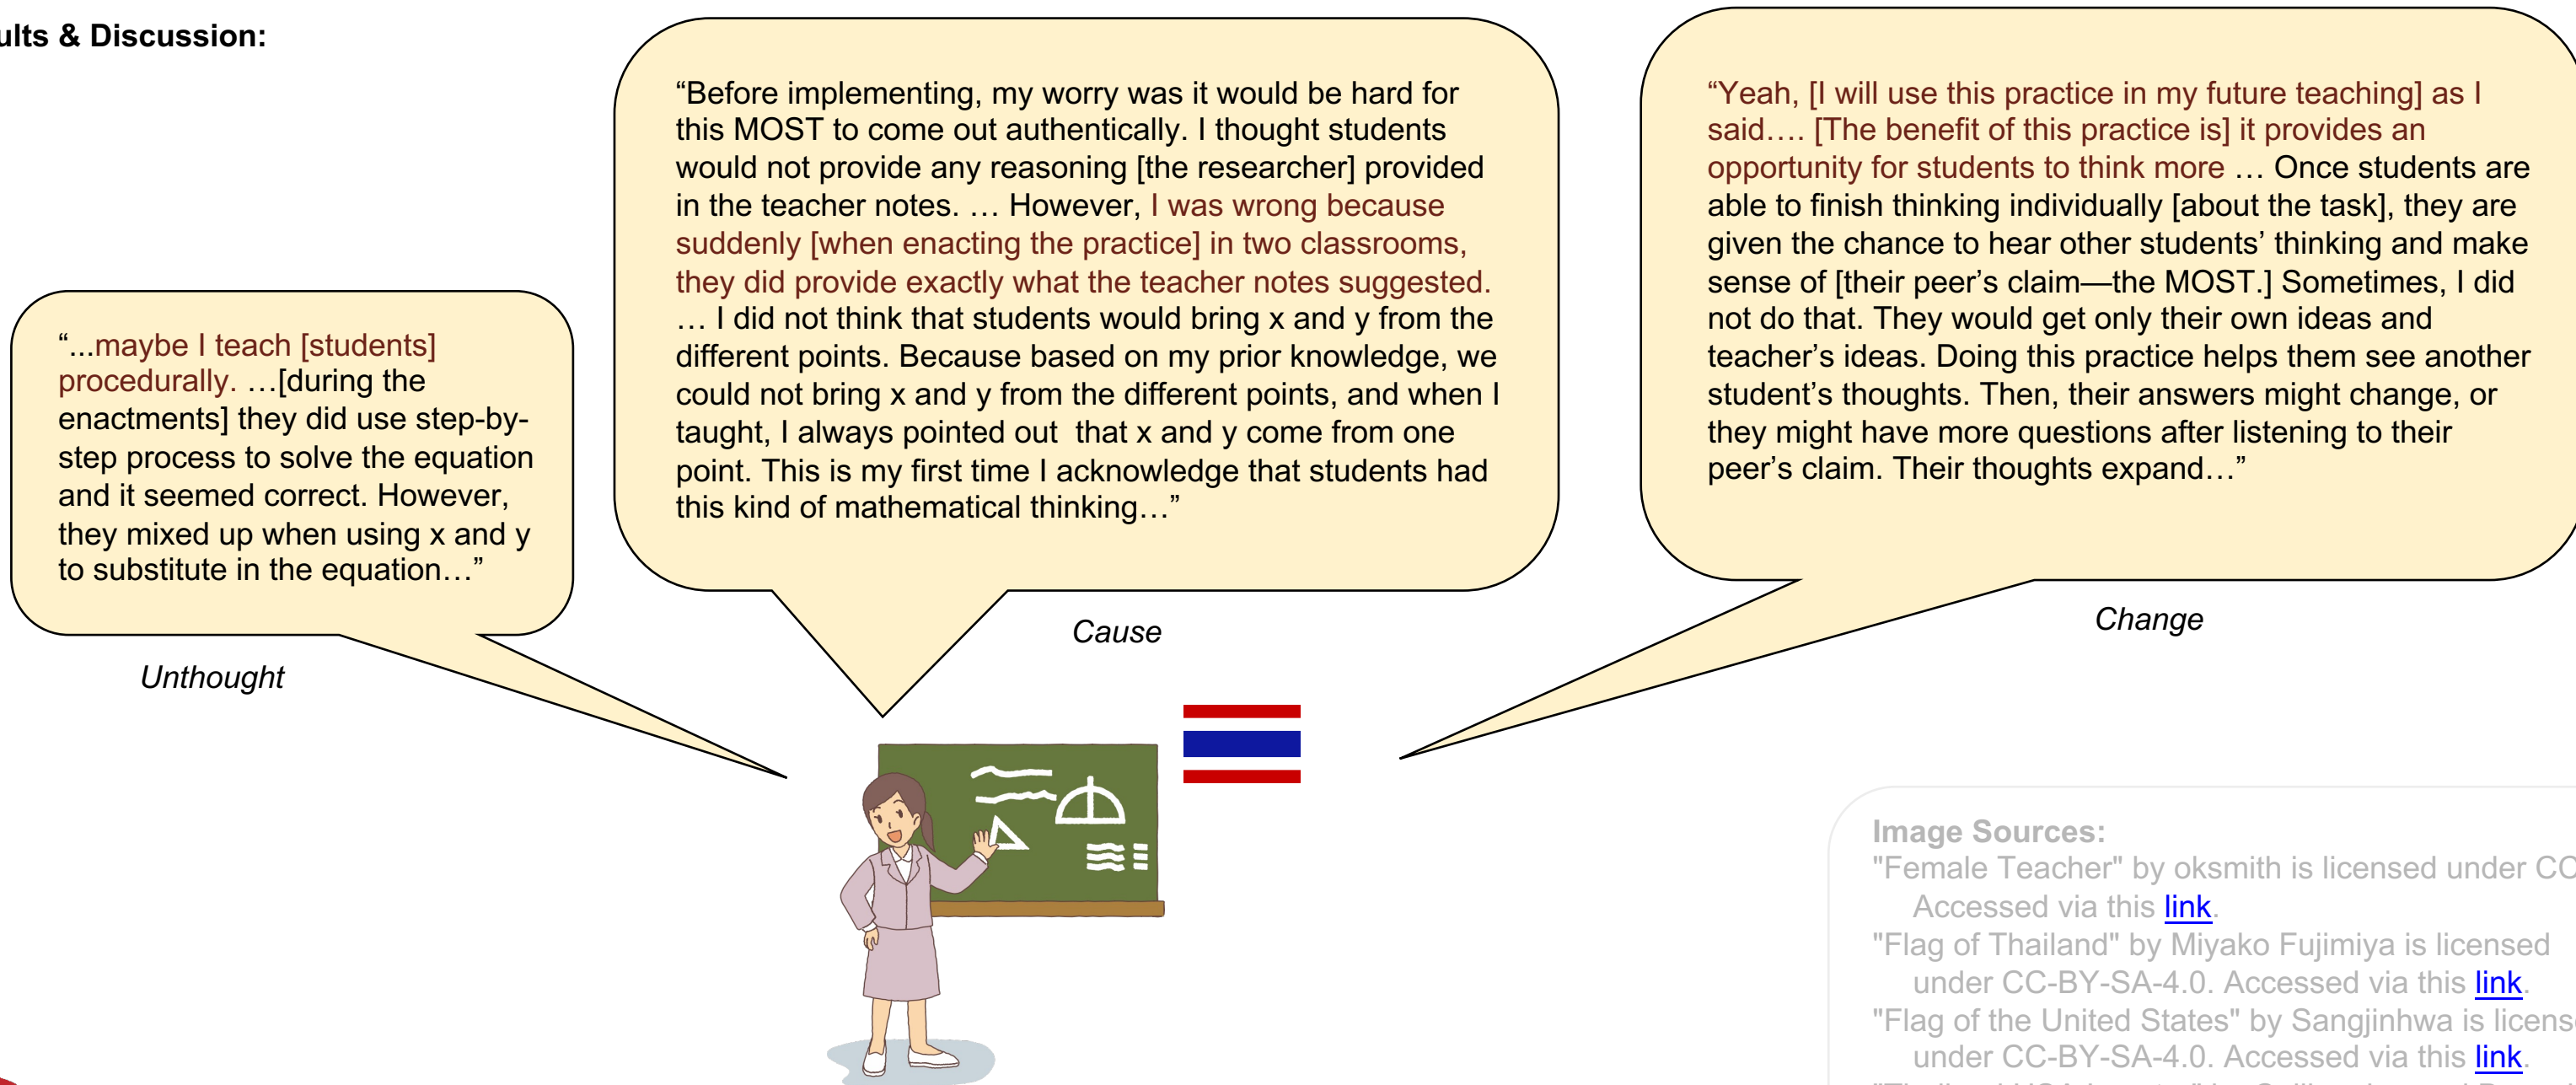 ults & Discussion:
“...maybe I teach [students]
procedurally. …[during the
enactments] they did use step-by-
step process to solve the equation
and it seemed correct. However,
they mixed up when using x and y
to substitute in the equation…”
Unthought
“Before implementing, my worry was it would be hard for
this MOST to come out authentically. I thought students
would not provide any reasoning [the researcher] provided
in the teacher notes. … However, I was wrong because
suddenly [when enacting the practice] in two classrooms,
they did provide exactly what the teacher notes suggested.
… I did not think that students would bring x and y from the
different points. Because based on my prior knowledge, we
could not bring x and y from the different points, and when I
taught, I always pointed out  that x and y come from one
point. This is my first time I acknowledge that students had
this kind of mathematical thinking…”
Cause
“Yeah, [I will use this practice in my future teaching] as I
said…. [The benefit of this practice is] it provides an
opportunity for students to think more … Once students are
able to finish thinking individually [about the task], they are
given the chance to hear other students’ thinking and make
sense of [their peer’s claim—the MOST.] Sometimes, I did
not do that. They would get only their own ideas and
teacher’s ideas. Doing this practice helps them see another
student’s thoughts. Then, their answers might change, or
they might have more questions after listening to their
peer’s claim. Their thoughts expand…”
Change
Image Sources:
"Female Teacher" by oksmith is licensed under CC
Accessed via this link.
"Flag of Thailand" by Miyako Fujimiya is licensed
under CC-BY-SA-4.0. Accessed via this link.
"Flag of the United States" by Sangjinhwa is license
under CC-BY-SA-4.0. Accessed via this link.